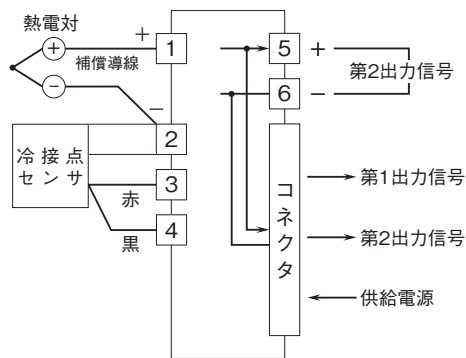 熱電対
+
+
1
補償導線
−
−
2
冷接点
センサ
赤
3
黒
4
5
+
第2出力信号
6
−
コネクタ
第1出力信号
第2出力信号
供給電源